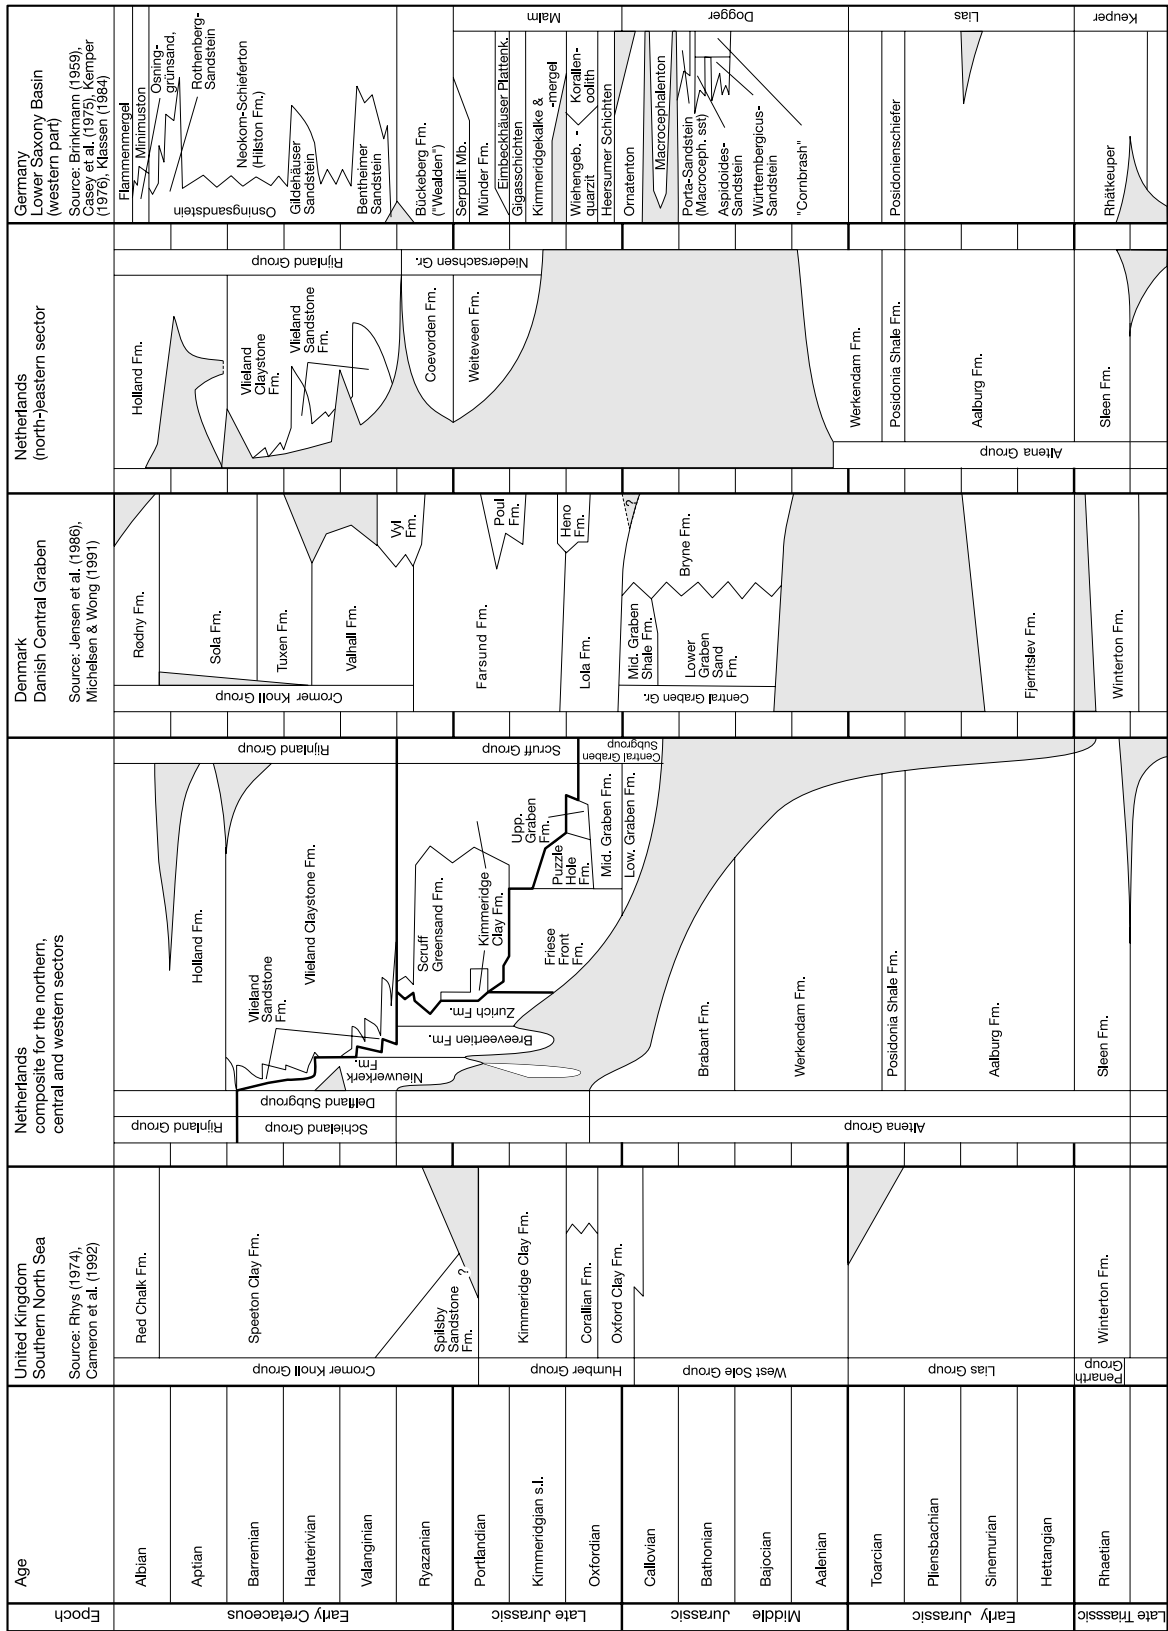 Epoch
Age
United Kingdom
Southern North Sea
Source: Rhys (1974),
Cameron et al. (1992)
Netherlands
composite for the northern,
central and western sectors
Denmark
Danish Central Graben
Source: Jensen et al. (1986),
Michelsen & Wong (1991)
Netherlands
(north-)eastern sector
Germany
Lower Saxony Basin
(western part)
Source: Brinkmann (1959),
Casey et al. (1975), Kemper
(1976), Klassen (1984)
Early Cretaceous
Late Jurassic
Middle Jurassic
Early Jurassic
Late Triasssic
Albian
Aptian
Barremian
Hauterivian
Valanginian
Ryazanian
Portlandian
Kimmeridgian s.l.
Oxfordian
Callovian
Bathonian
Bajocian
Aalenian
Toarcian
Pliensbachian
Sinemurian
Hettangian
Rhaetian
Cromer Knoll Group
Humber Group
West Sole Group
Lias Group
Penarth
Group
Red Chalk Fm.
Speeton Clay Fm.
Spilsby
Sandstone
Fm.
?
Kimmeridge Clay Fm.
Corallian Fm.
Oxford Clay Fm.
Winterton Fm.
Rijnland Group
Schieland Group
Delfland Subgroup
Altena Group
Holland Fm.
Vlieland
Sandstone
Fm.
Vlieland Claystone Fm.
Nieuwerkerk
Fm.
Breeveertien Fm.
Zurich Fm.
Scruff
Greensand Fm.
Kimmeridge
Clay Fm.
Friese
Front
Fm.
Puzzle
Hole
Fm.
Upp.
Graben
Fm.
Mid. Graben Fm.
Low. Graben Fm.
Brabant Fm.
Werkendam Fm.
Posidonia Shale Fm.
Aalburg Fm.
Sleen Fm.
Rijnland Group
Scruff Group
Central Graben
Subgroup
Cromer Knoll Group
Central Graben Gr.
Rødny Fm.
Sola Fm.
Tuxen Fm.
Valhall Fm.
Vyl
Fm.
Farsund Fm.
Poul
Fm.
Heno
Fm.
Lola Fm.
?
Mid. Graben
Shale Fm.
Lower
Graben
Sand
Fm.
Bryne Fm.
Fjerritslev Fm.
Winterton Fm.
Altena Group
Holland Fm.
Vlieland
Claystone
Fm.
Vlieland
Sandstone
Fm.
Coevorden Fm.
Weiteveen Fm.
Werkendam Fm.
Posidonia Shale Fm.
Aalburg Fm.
Sleen Fm.
Rijnland Group
Niedersachsen Gr.
Flammenmergel
Minimuston
Osning-
grünsand,
Rothenberg-
Sandstein
Osningsandstein
Neokom-Schieferton
(Hilston Fm.)
Gildehäuser
Sandstein
Bentheimer
Sandstein
Bückeberg Fm.
("Wealden")
Serpulit Mb.
Münder Fm.
Eimbeckhäuser Plattenk.
Gigasschichten
Kimmeridgekalke &
-mergel
Wiehengeb. -
quarzit
Korallen-
oolith
Heersumer Schichten
Ornatenton
Macrocephalenton
Porta-Sandstein
(Macroceph. sst)
Aspidoides-
Sandstein
Württembergicus-
Sandstein
"Cornbrash"
Posidonienschiefer
Rhätkeuper
Malm
Dogger
Lias
Keuper